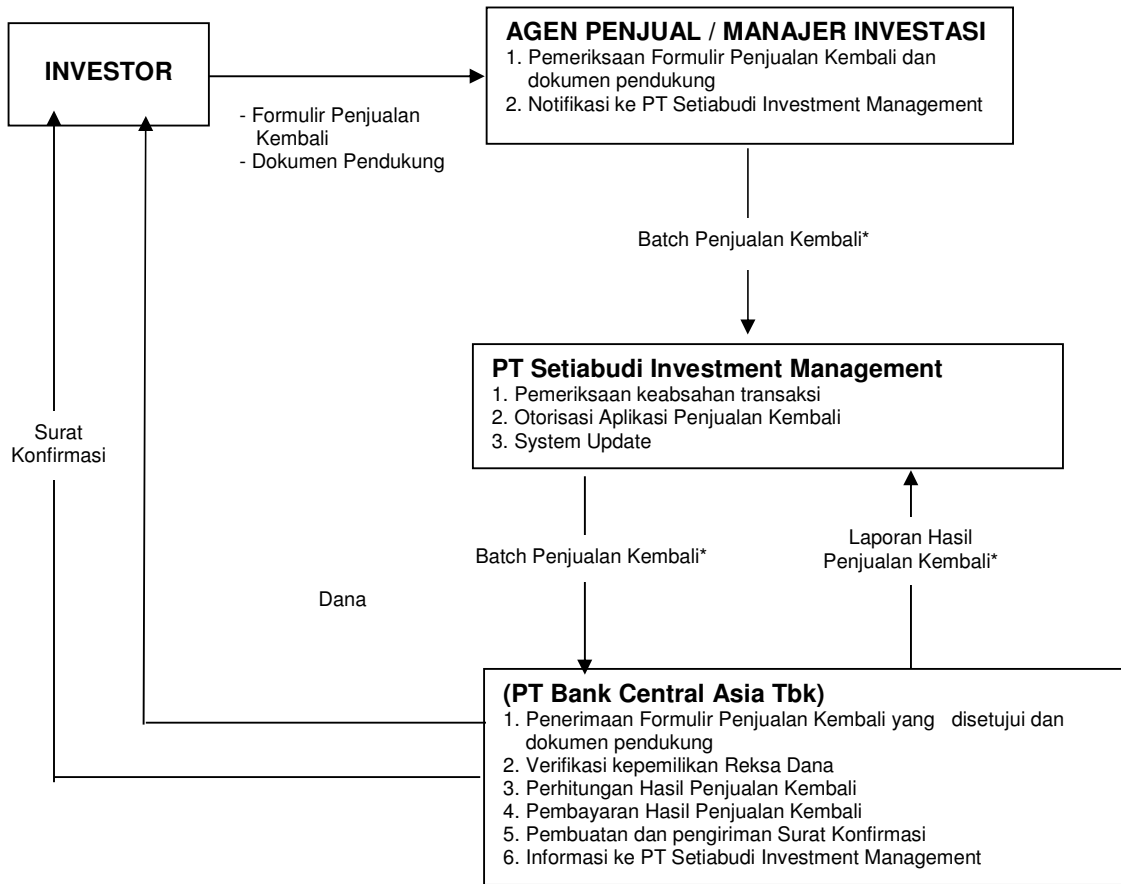 INVESTOR
AGEN PENJUAL / MANAJER INVESTASI
1. Pemeriksaan Formulir Penjualan Kembali dan
dokumen pendukung
2. Notifikasi ke PT Setiabudi Investment Management
- Formulir Penjualan
Kembali
- Dokumen Pendukung
Batch Penjualan Kembali*
PT Setiabudi Investment Management
1. Pemeriksaan keabsahan transaksi
2. Otorisasi Aplikasi Penjualan Kembali
3. System Update
Surat
Konfirmasi
Batch Penjualan Kembali*
Laporan Hasil
Penjualan Kembali*
Dana
(PT Bank Central Asia Tbk)
1. Penerimaan Formulir Penjualan Kembali yang disetujui dan
dokumen pendukung
2. Verifikasi kepemilikan Reksa Dana
3. Perhitungan Hasil Penjualan Kembali
4. Pembayaran Hasil Penjualan Kembali
5. Pembuatan dan pengiriman Surat Konfirmasi
6. Informasi ke PT Setiabudi Investment Management